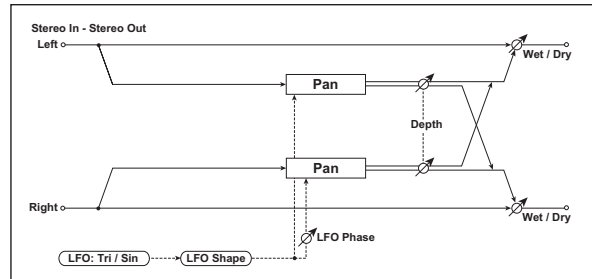 Stereo In - Stereo Out
Left
Wet / Dry
Pan
Depth
Pan
Right
Wet / Dry
LFO Phase
LFO: Tri / Sin
LFO Shape